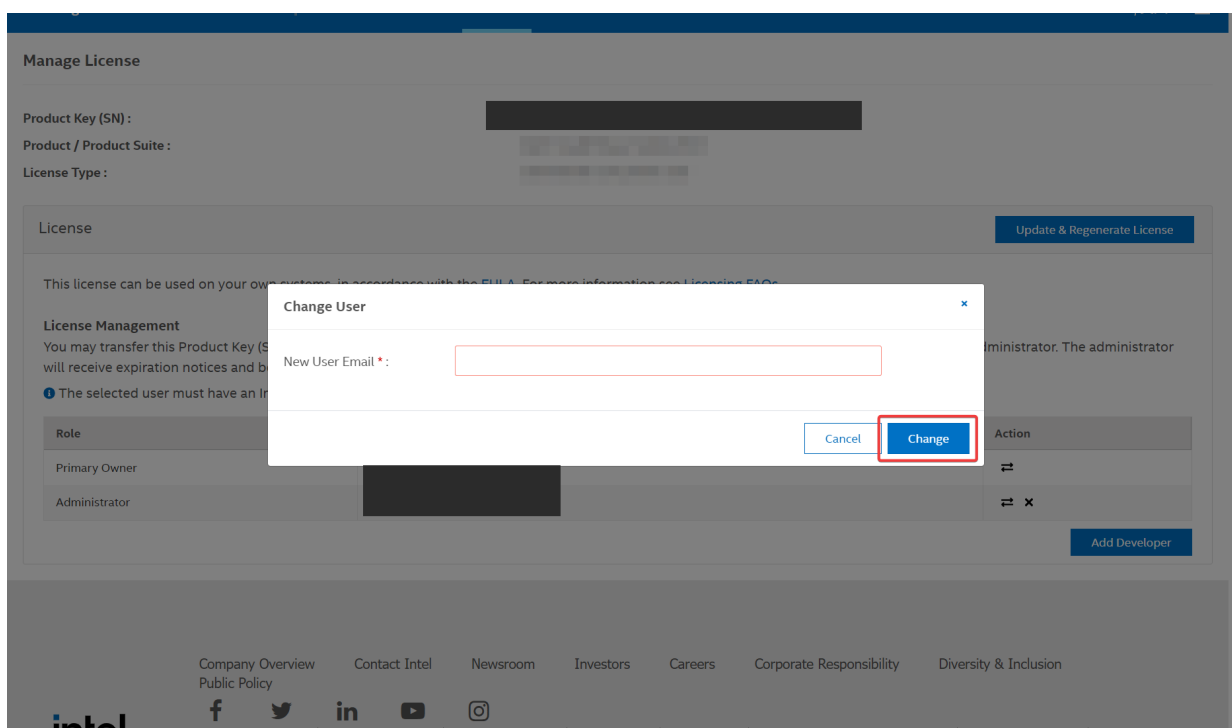 Manage License
Product Key (SN) :
Product / Product Suite :
License Type :
License
Update & Regenerate License
This license can be used on your own systems, in accordance with the EULA. For more information see Licensing FAQs
Change User
×
License Management
You may transfer this Product Key (S
dministrator. The administrator
New User Email * :
will receive expiration notices and b
The selected user must have an I
Cancel
Change
Role
Action
Primary Owner
Administrator
Add Developer
Company Overview Contact Intel Newsroom Investors Careers Corporate Responsibility Diversity & Inclusion
Public Policy
intel